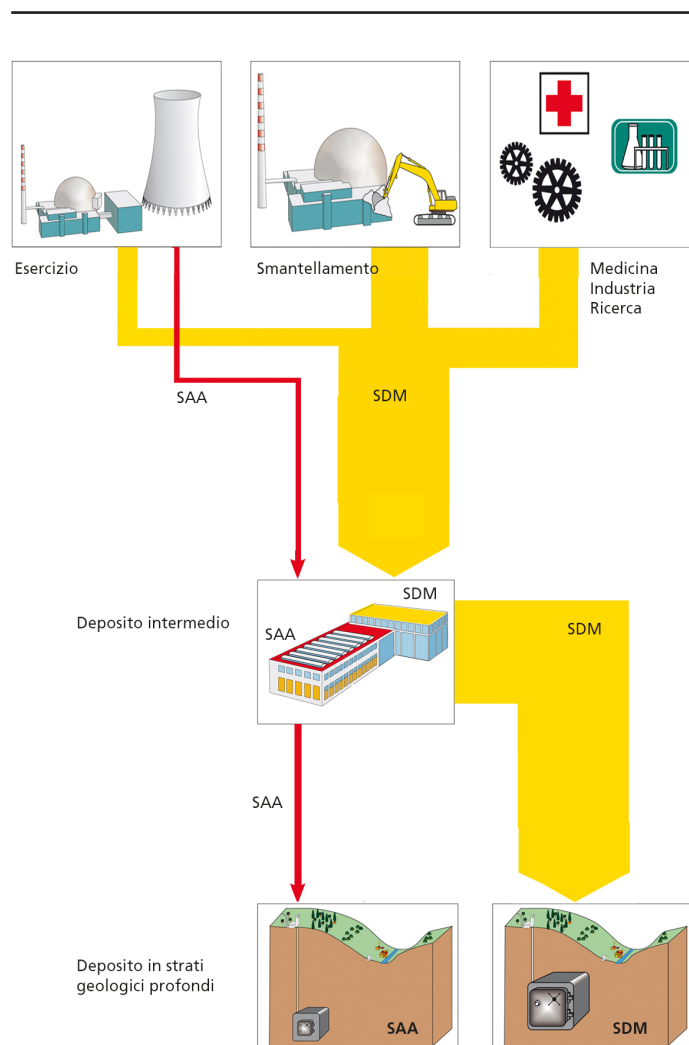 Esercizio
Smantellamento
Medicina
Industria
Ricerca
SAA
SDM
Deposito intermedio
SDM
SAA
SDM
SAA
Deposito in strati
geologici profondi
SAA
SDM